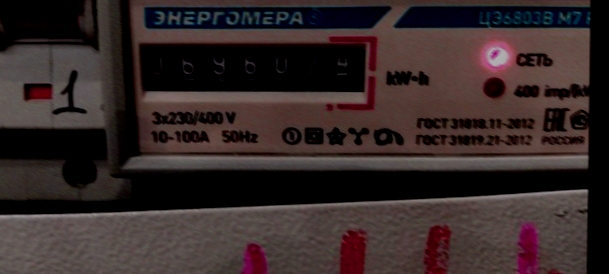 ЭНЕРГОМЕРА
ЦЭ6803В М7
СЕТЬ
kW·h
400 imp/kW
3x230/400 V
10-100A 50Hz
ГОСТ 31818.11-2012
ГОСТ 31819.21-2012 РОССИЯ
1